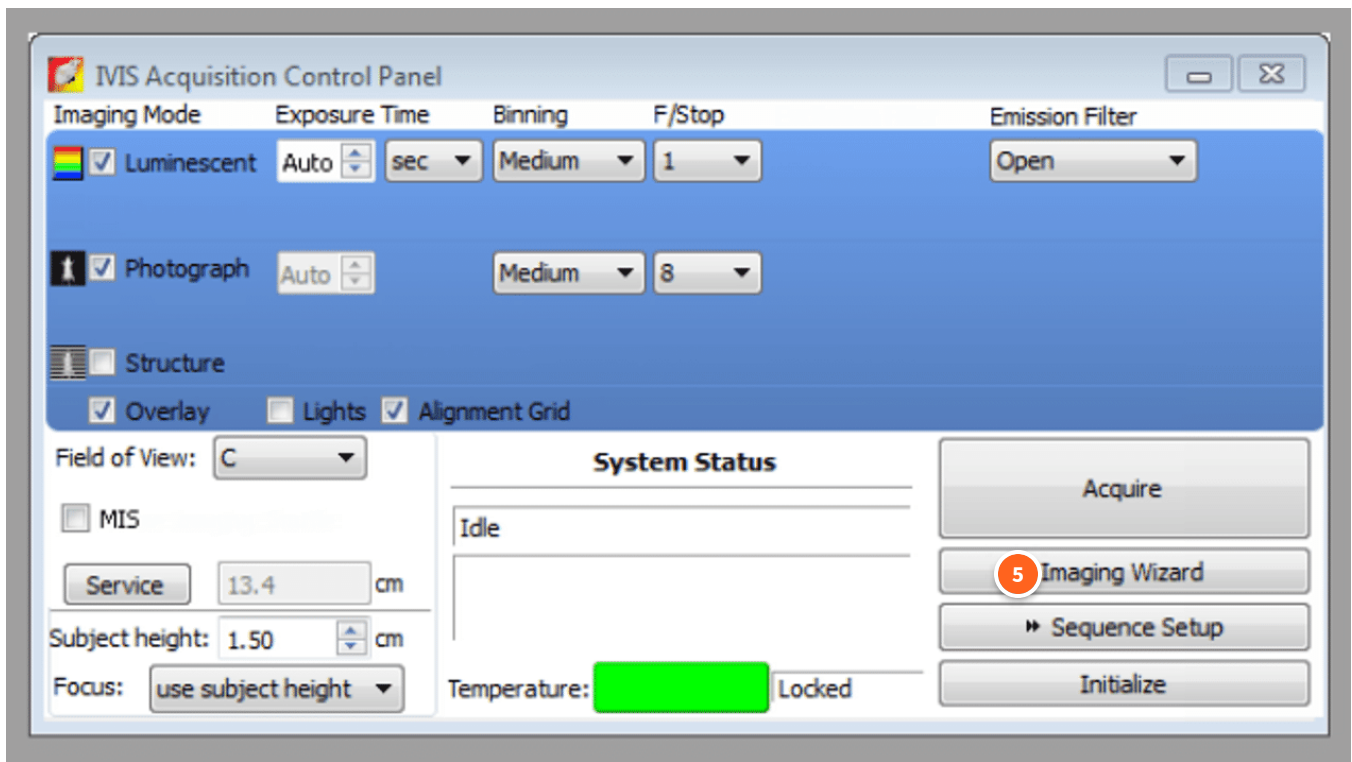 IVIS Acquisition Control Panel
Imaging Mode Exposure Time Binning F/Stop Emission Filter
Luminescent Auto sec Medium 1 Open
Photograph Auto Medium 8
Structure
Overlay Lights Alignment Grid
Field of View: C
System Status
Acquire
MIS
Idle
5 Imaging Wizard
Service 13.4 cm
Sequence Setup
Subject height: 1.50 cm
Focus: use subject height
Temperature: Locked
Initialize